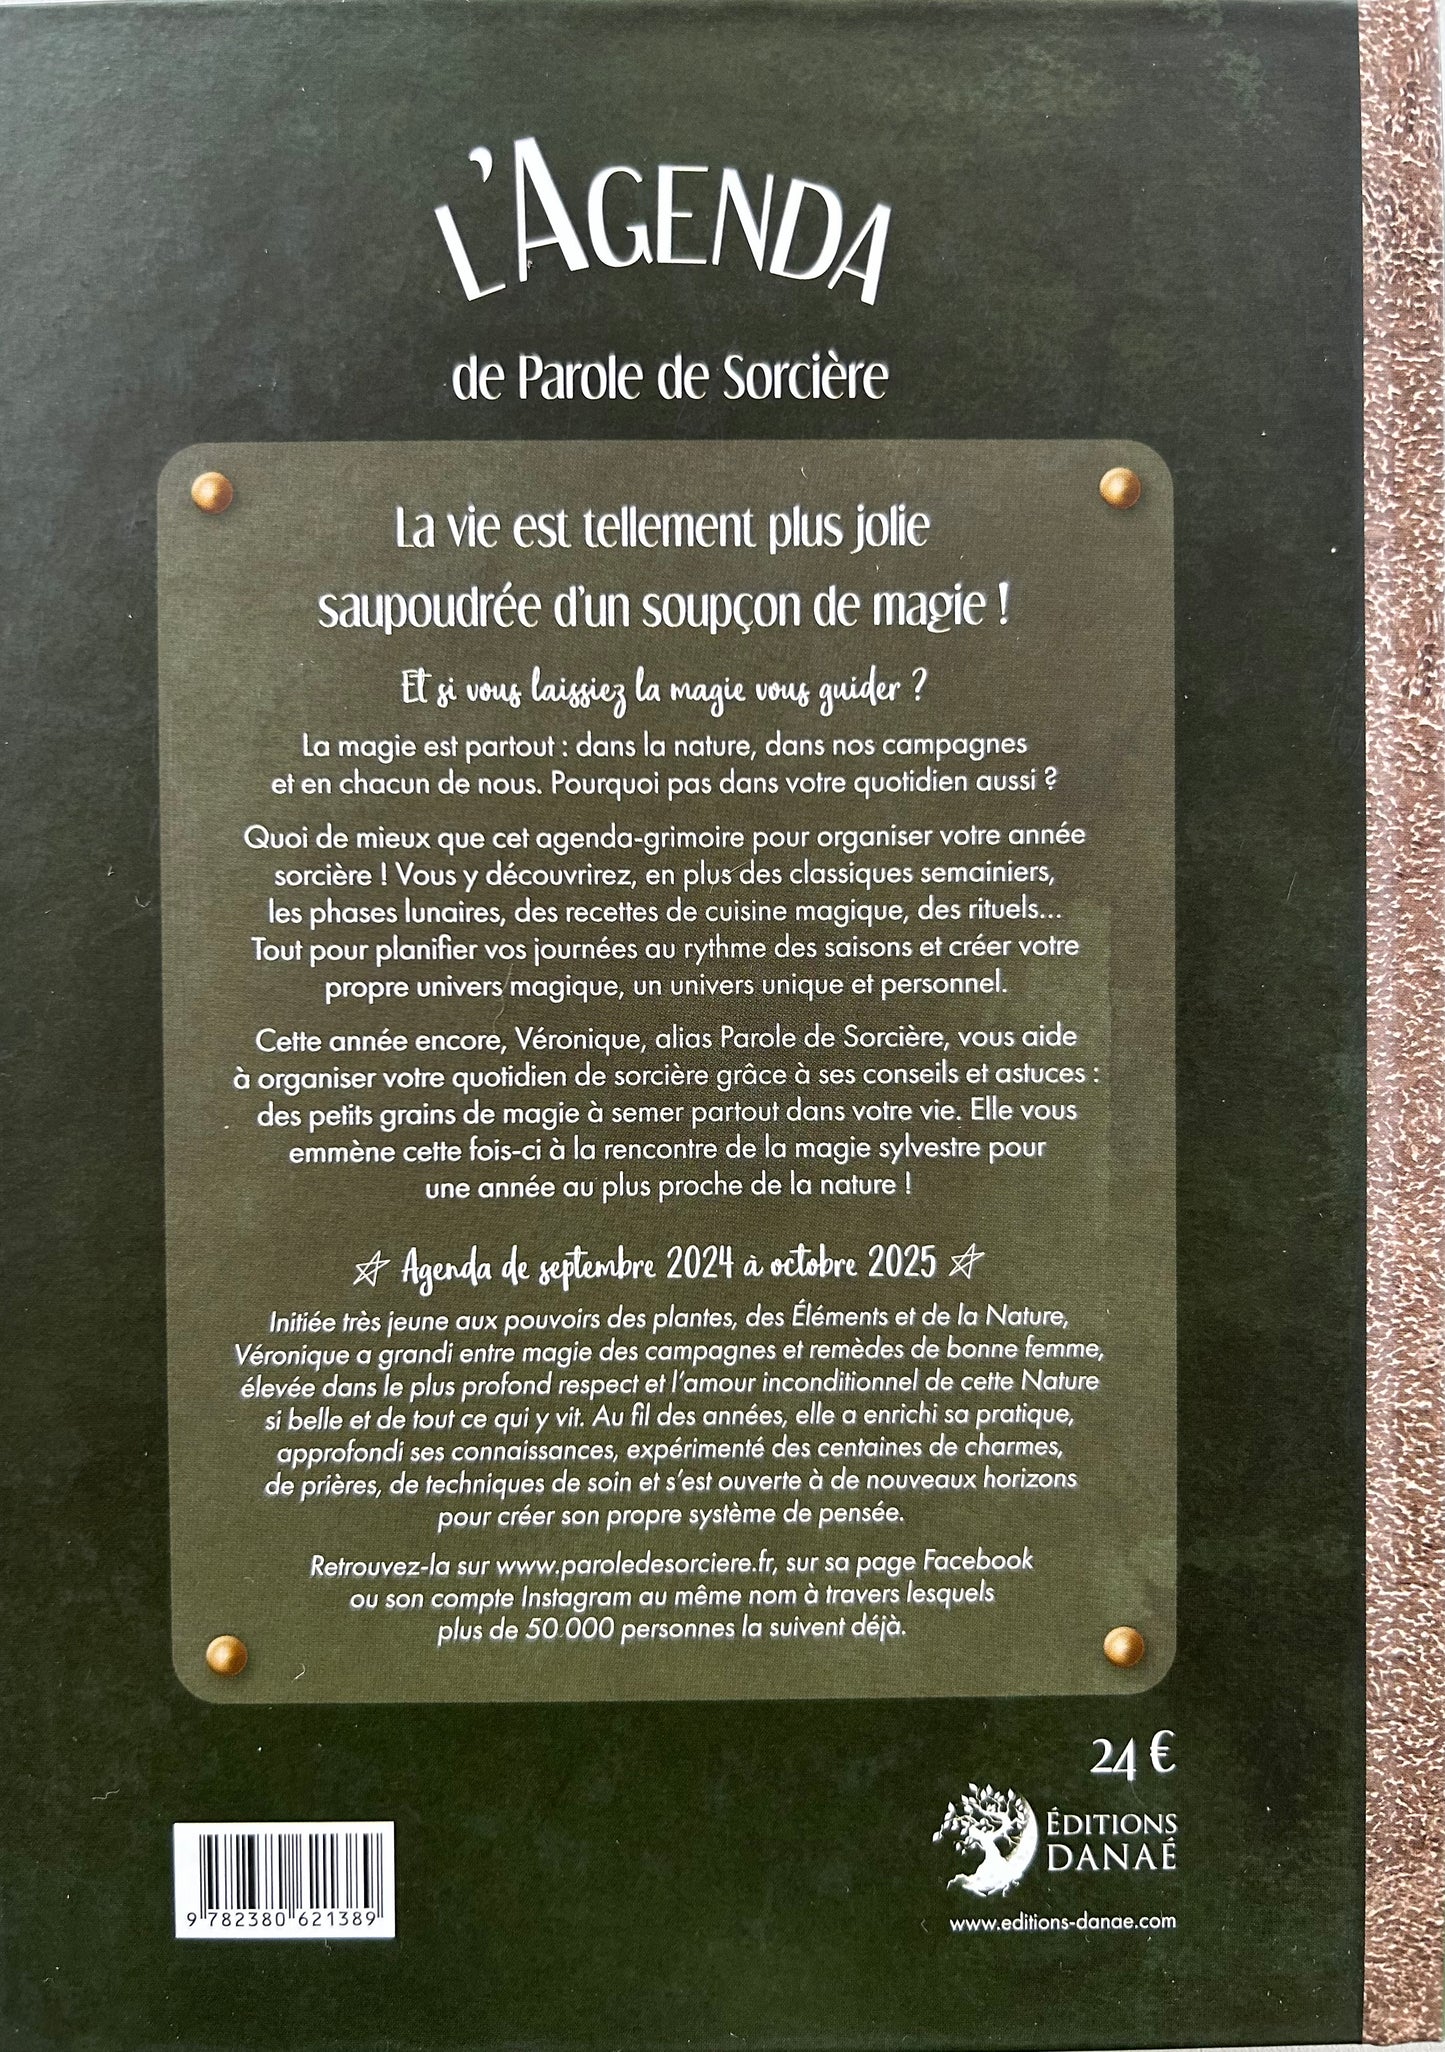 L'AGENDA
de Parole de Sorcière
La vie est tellement plus jolie
saupoudrée d'un soupçon de magie !
Et si vous laissiez la magie vous guider ?
La magie est partout : dans la nature, dans nos campagnes
et en chacun de nous. Pourquoi pas dans votre quotidien aussi ?
Quoi de mieux que cet agenda-grimoire pour organiser votre année
sorcière ! Vous y découvrirez, en plus des classiques semainiers,
les phases lunaires, des recettes de cuisine magique, des rituels...
Tout pour planifier vos journées au rythme des saisons et créer votre
propre univers magique, un univers unique et personnel.
Cette année encore, Véronique, alias Parole de Sorcière, vous aide
à organiser votre quotidien de sorcière grâce à ses conseils et astuces :
des petits grains de magie à semer partout dans votre vie. Elle vous
emmène cette fois-ci à la rencontre de la magie sylvestre pour
une année au plus proche de la nature !
Agenda de septembre 2024 à octobre 2025
Initiée très jeune aux pouvoirs des plantes, des Éléments et de la Nature,
Véronique a grandi entre magie des campagnes et remèdes de bonne femme,
élevée dans le plus profond respect et l'amour inconditionnel de cette Nature
si belle et de tout ce qui y vit. Au fil des années, elle a enrichi sa pratique,
approfondi ses connaissances, expérimenté des centaines de charmes,
de prières, de techniques de soin et s'est ouverte à de nouveaux horizons
pour créer son propre système de pensée.
Retrouvez-la sur www.paroledesorciere.fr, sur sa page Facebook
ou son compte Instagram au même nom à travers lesquels
plus de 50 000 personnes la suivent déjà.
24 €
ÉDITIONS
DANAÉ
www.editions-danae.com
9 782380 621389